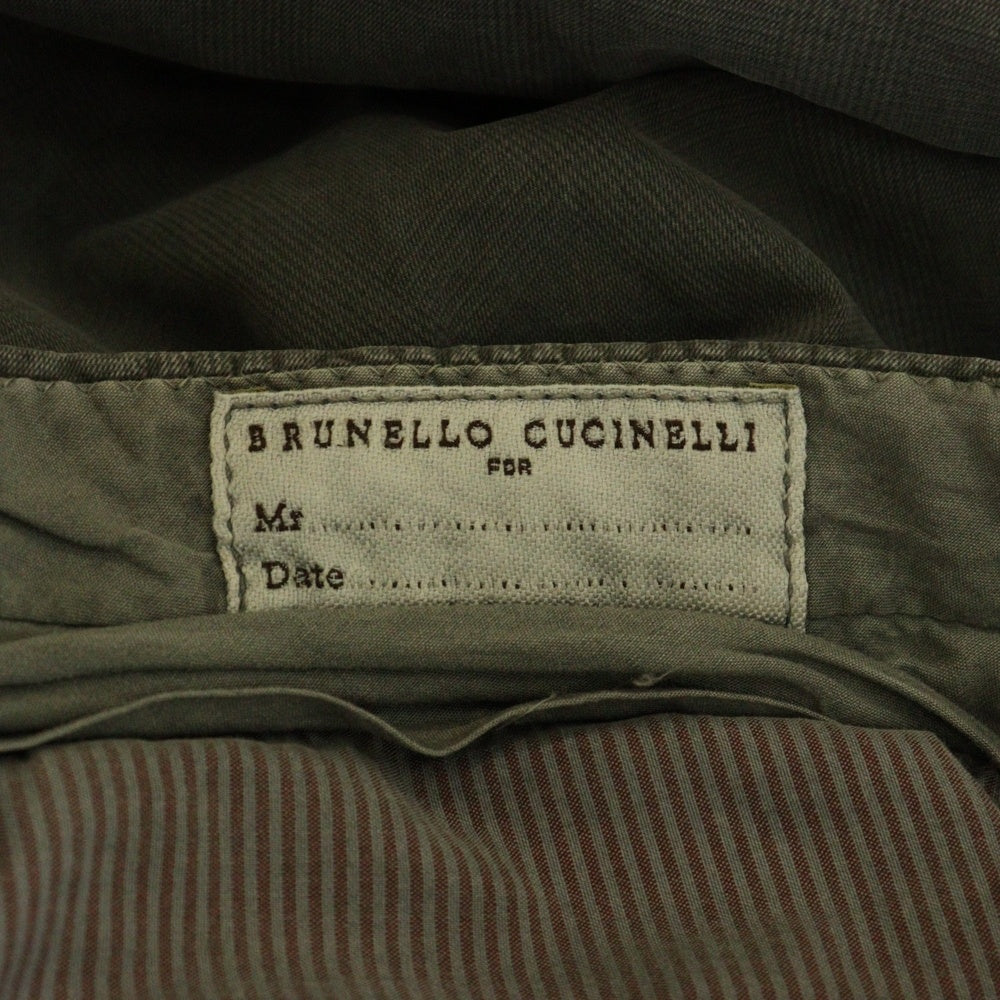 BRUNELLO CUCINELLI
FOR
Mr...............................................
Date.............................................